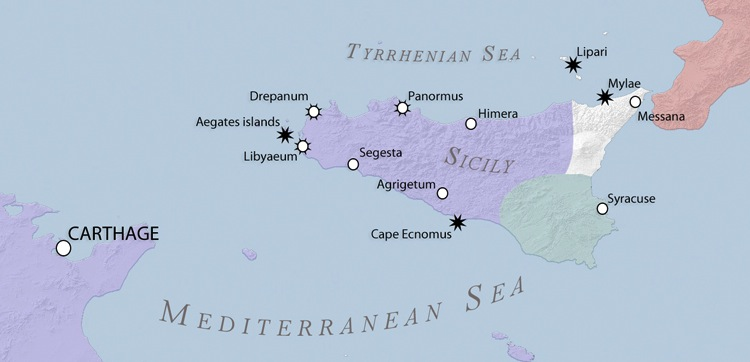 TYRRHENIAN SEA
Lipari
Mylae
Drepanum
Panormus
Himera
Messana
Aegates islands
Libyaeum
Segesta
SICILY
Agrigetum
Syracuse
CARTHAGE
Cape Ecnomus
MEDITERRANEAN SEA